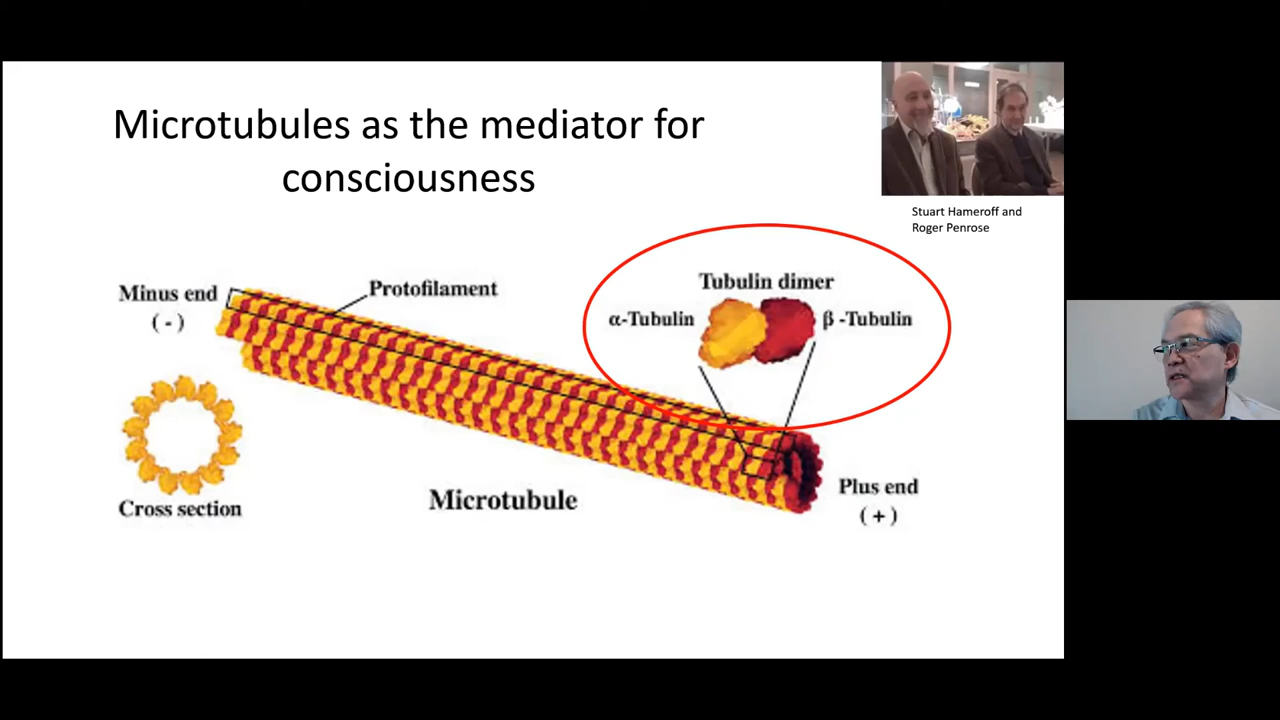 Microtubules as the mediator for
consciousness
Stuart Hameroff and
Roger Penrose
Tubulin dimer
α-Tubulin
β -Tubulin
Minus end
( - )
Protofilament
Cross section
Microtubule
Plus end
( + )